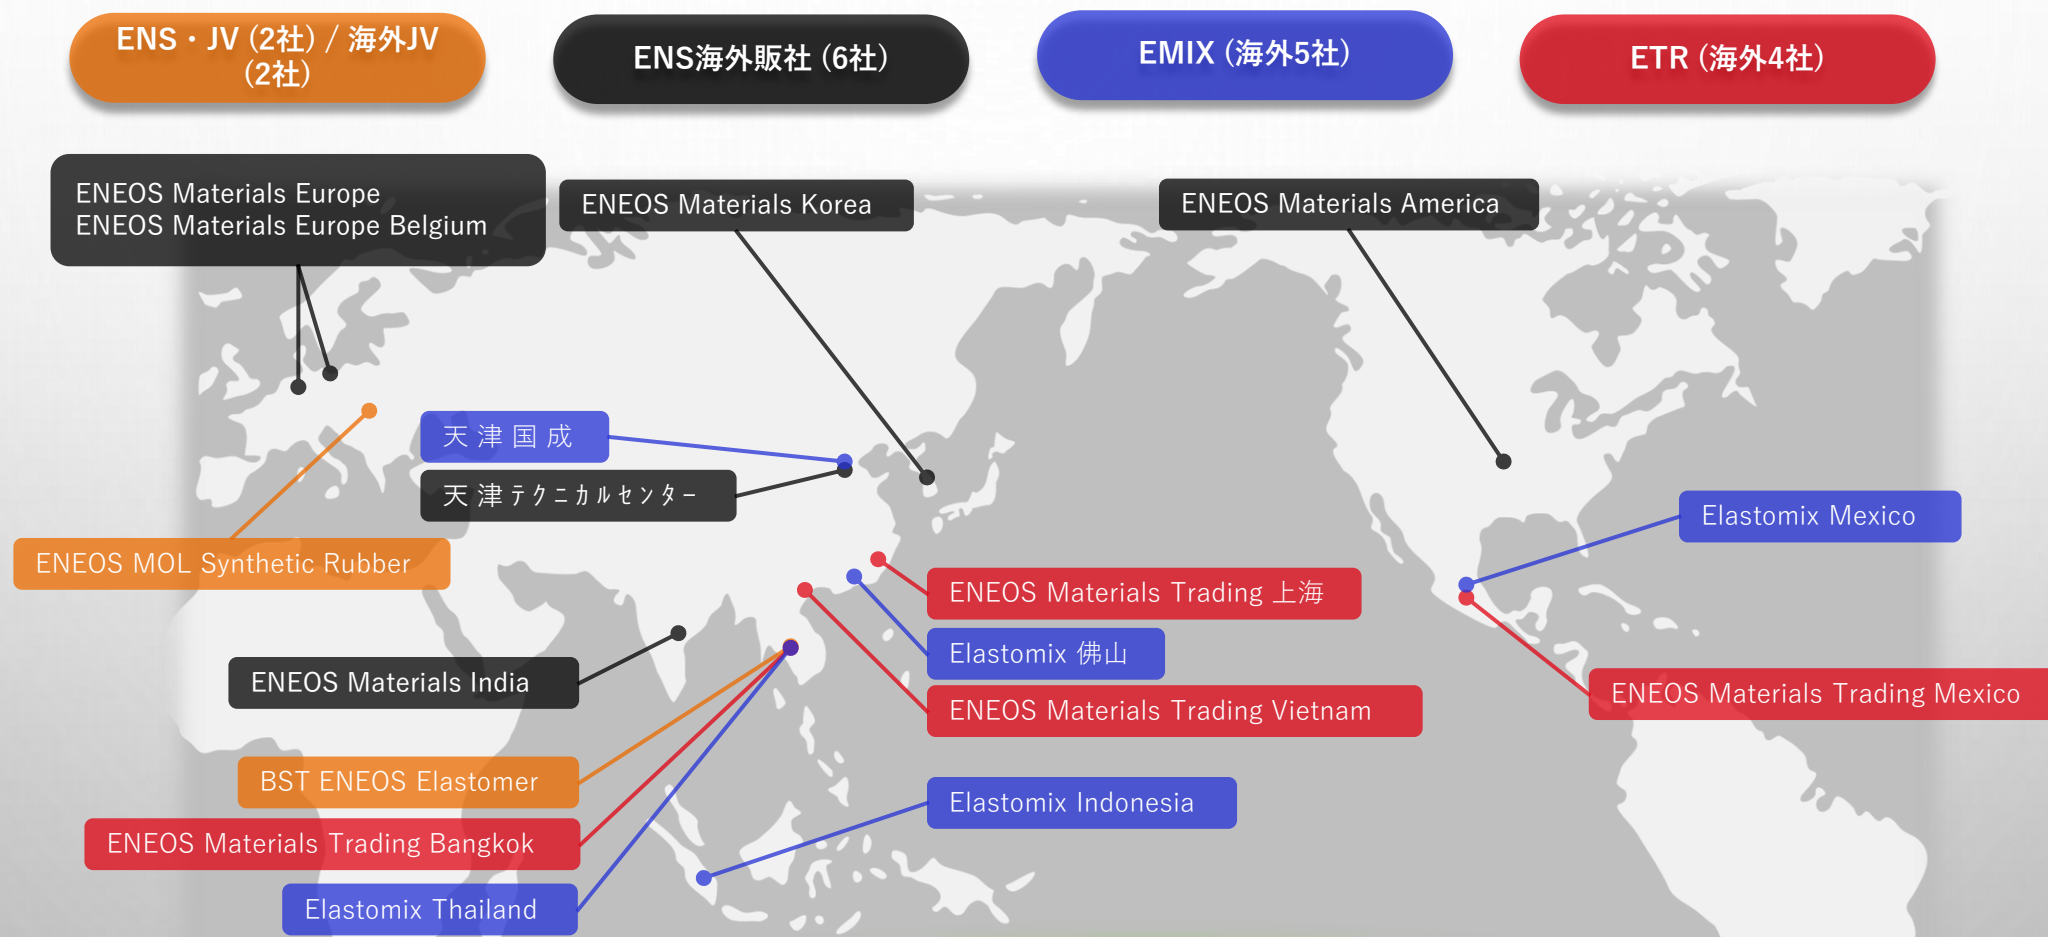 ENS・JV (2社) / 海外JV
(2社)
ENS海外販社 (6社)
EMIX (海外5社)
ETR (海外4社)
ENEOS Materials Europe
ENEOS Materials Europe Belgium
ENEOS Materials Korea
ENEOS Materials America
天津国成
天津テクニカルセンター
Elastomix Mexico
ENEOS MOL Synthetic Rubber
ENEOS Materials Trading 上海
Elastomix 佛山
ENEOS Materials India
ENEOS Materials Trading Mexico
ENEOS Materials Trading Vietnam
BST ENEOS Elastomer
Elastomix Indonesia
ENEOS Materials Trading Bangkok
Elastomix Thailand